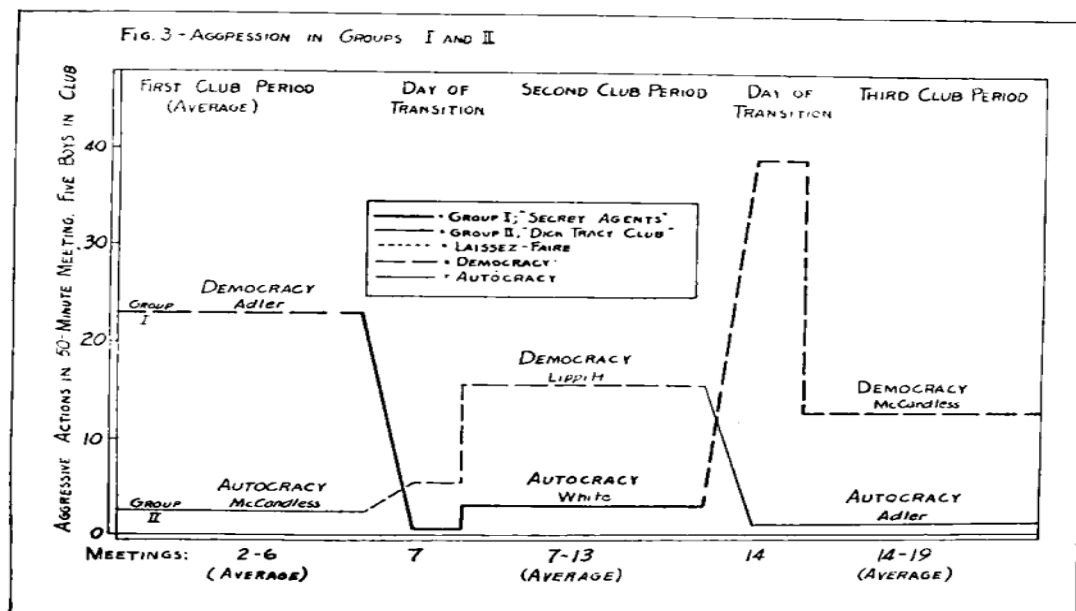 FIG. 3 - AGGRESSION IN GROUPS I AND II
FIRST CLUB PERIOD
(AVERAGE)
DAY OF
TRANSITION
SECOND CLUB PERIOD
DAY OF
TRANSITION
THIRD CLUB PERIOD
AGGRESSIVE ACTIONS IN 50-MINUTE MEETING, FIVE BOYS IN CLUB
40
30
20
10
0
• GROUP I; "SECRET AGENTS"
• GROUP II, "DICK TRACY CLUB"
• LAISSEZ-FAIRE
• DEMOCRACY
• AUTOCRACY
GROUP
I
DEMOCRACY
Adler
DEMOCRACY
Lippitt
DEMOCRACY
McCandless
GROUP
II
AUTOCRACY
McCandless
AUTOCRACY
White
AUTOCRACY
Adler
MEETINGS: 2-6 7 7-13 14 14-19
(AVERAGE) (AVERAGE) (AVERAGE)